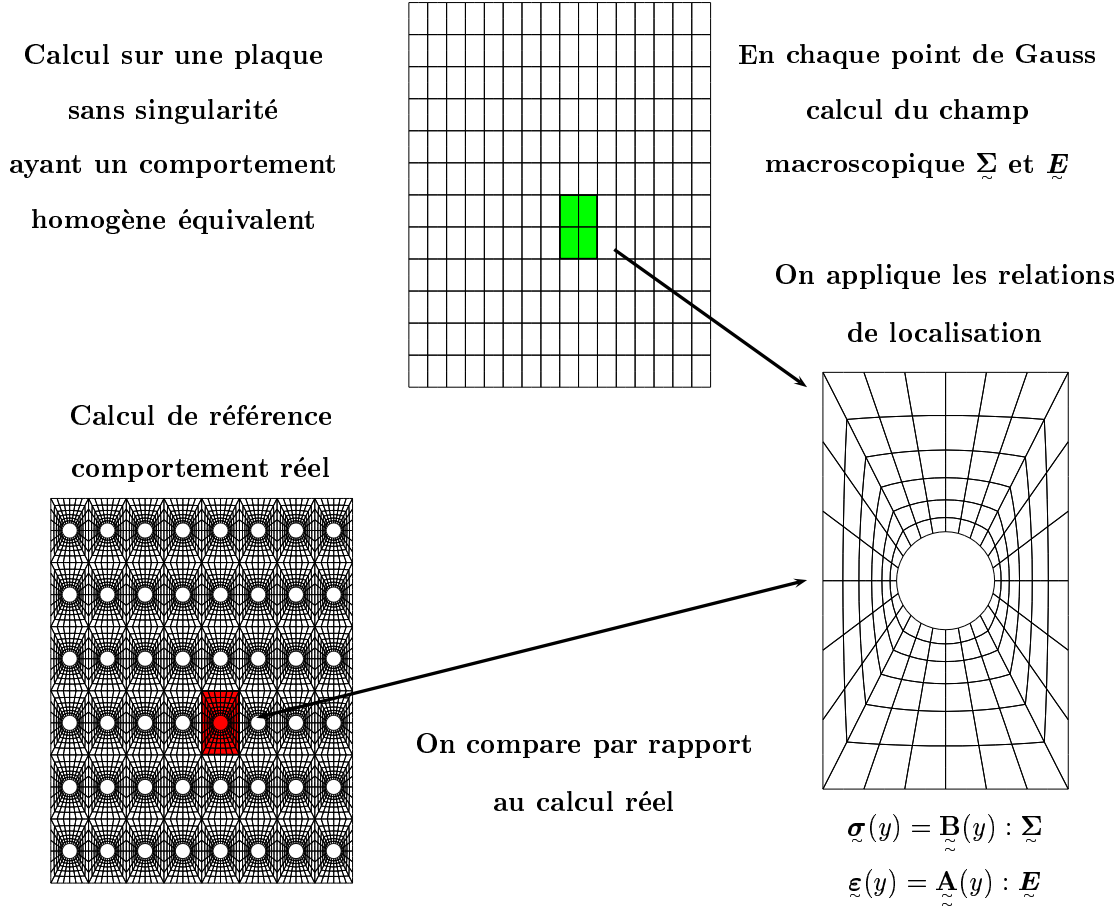 Calcul sur une plaque
sans singularité
ayant un comportement
homogène équivalent
En chaque point de Gauss
calcul du champ
macroscopique Σ̰ et Ḛ
On applique les relations
de localisation
Calcul de référence
comportement réel
On compare par rapport
au calcul réel
σ̰(y) = B̰̰(y) : Σ̰
ε̰(y) = A̰̰(y) : Ḛ